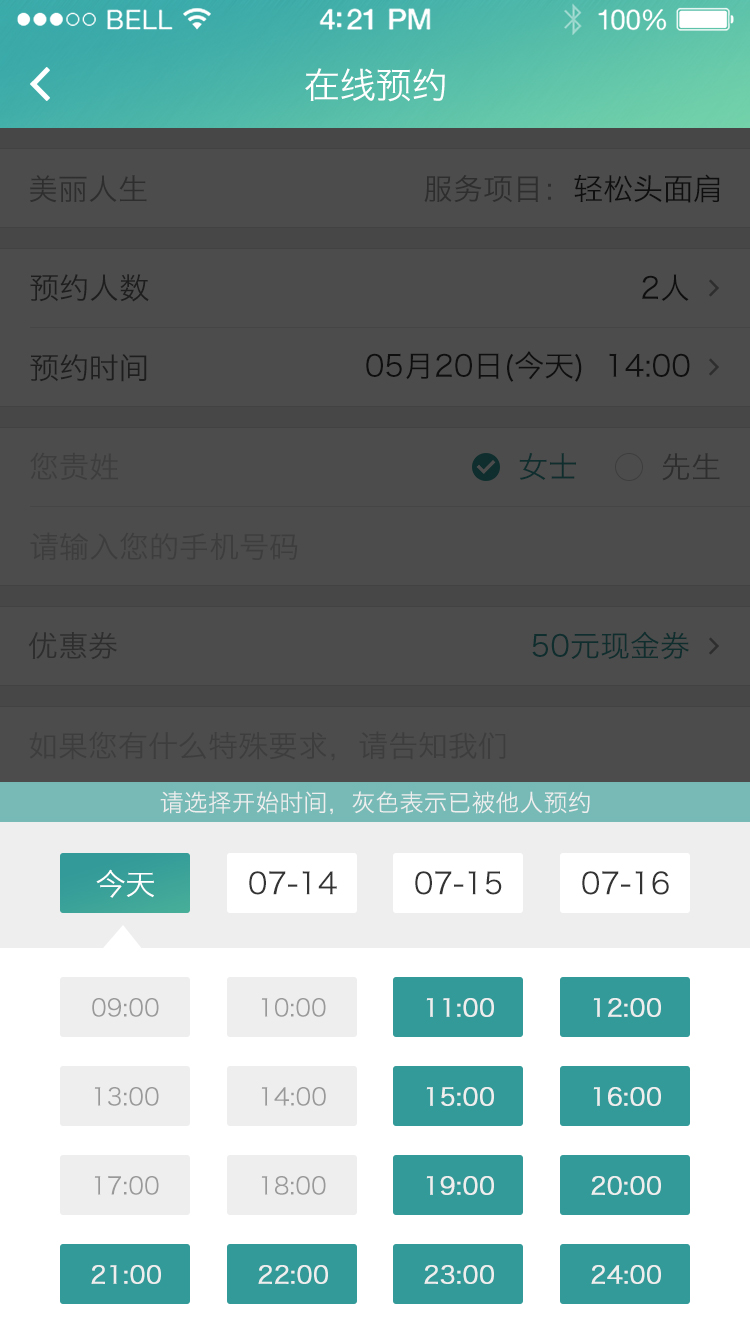 BELL 4:21 PM 100%
在线预约
美丽人生 服务项目：轻松头面肩
预约人数 2人
预约时间 05月20日(今天) 14:00
您贵姓 女士 先生
请输入您的手机号码
优惠券 50元现金券
如果您有什么特殊要求，请告知我们
请选择开始时间，灰色表示已被他人预约
今天 07-14 07-15 07-16
09:00 10:00 11:00 12:00
13:00 14:00 15:00 16:00
17:00 18:00 19:00 20:00
21:00 22:00 23:00 24:00